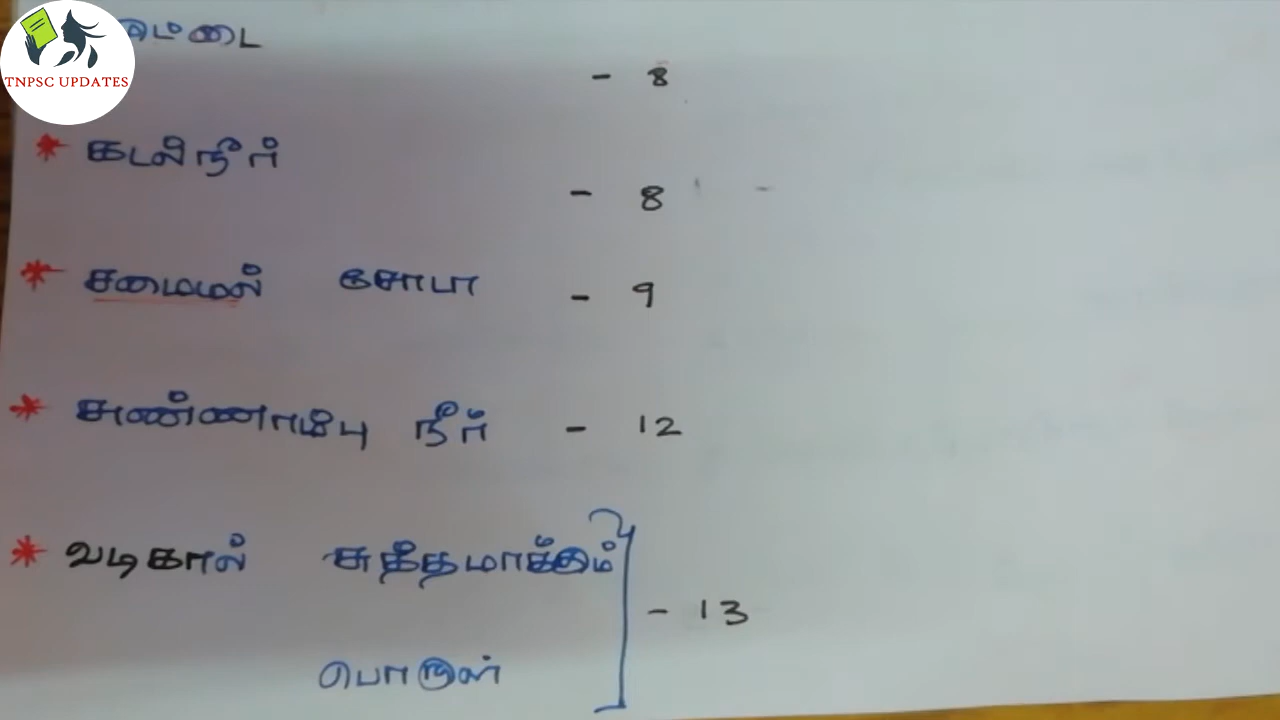 TNPSC UPDATES
- 8
* கடல்நீர்
- 8
* சமையல் சோடா - 9
* சுண்ணாம்பு நீர் - 12
* வடிகால் சுத்தமாக்கும்
பொருள் - 13